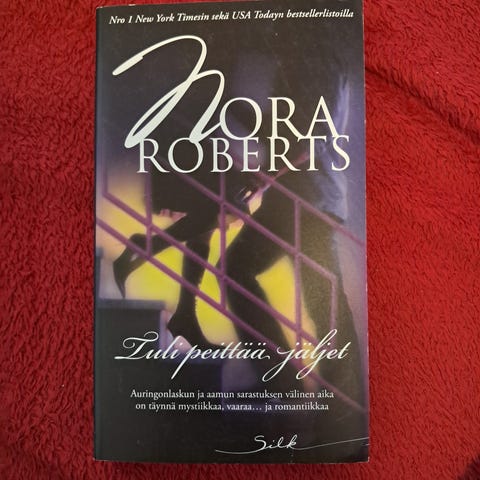 Nro 1 New York Timesin sekä USA Todayn bestsellerlistoilla
NORA
ROBERTS
Tuli peittää jäljet
Auringonlaskun ja aamun sarastuksen välinen aika
on täynnä mystiikkaa, vaaraa... ja romantiikkaa
Silk